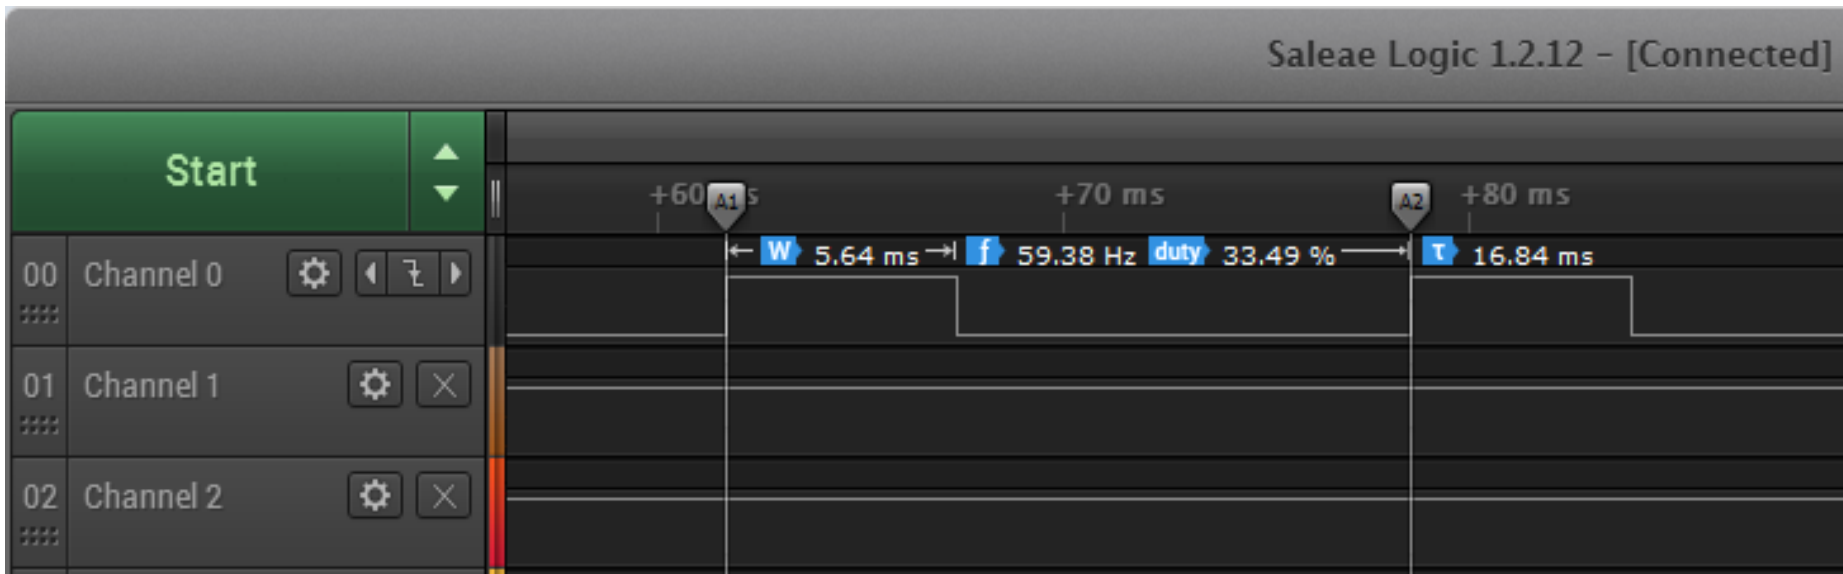 Saleae Logic 1.2.12 – [Connected]
Start
+70 ms
+80 ms
A1
A2
00 Channel 0
W 5.64 ms f 59.38 Hz duty 33.49 % τ 16.84 ms
01 Channel 1
02 Channel 2